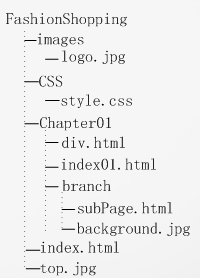 FashionShopping
images
logo.jpg
CSS
style.css
Chapter01
div.html
index01.html
branch
subPage.html
background.jpg
index.html
top.jpg